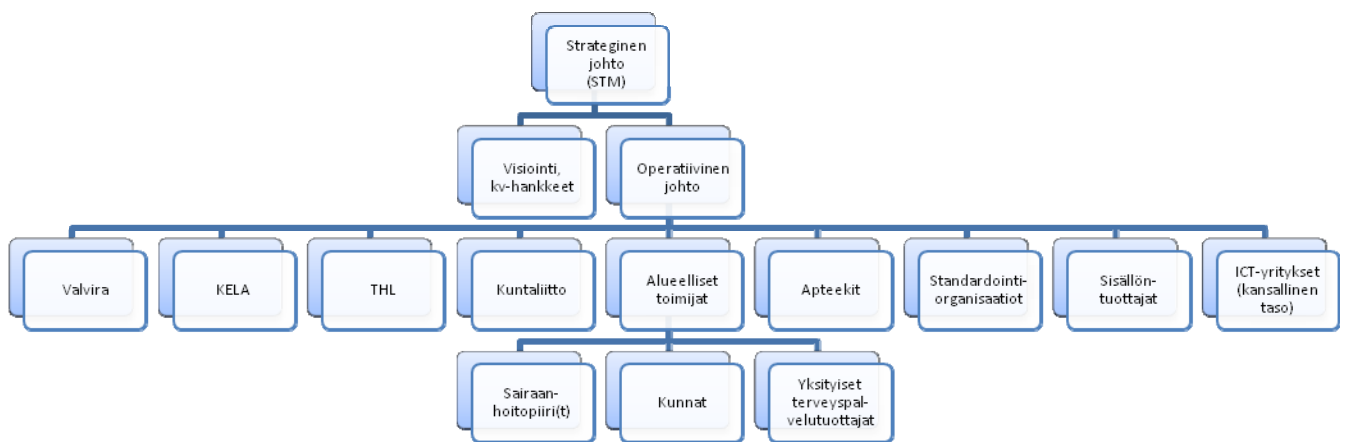 Strateginen
johto
(STM)
Visiointi,
kv-hankkeet
Operatiivinen
johto
Valvira
KELA
THL
Kuntaliitto
Alueelliset
toimijat
Apteekit
Standardointi-
organisaatiot
Sisällön-
tuottajat
ICT-yritykset
(kansallinen
taso)
Sairaan-
hoitopiiri(t)
Kunnat
Yksityiset
terveyspal-
velutuottajat